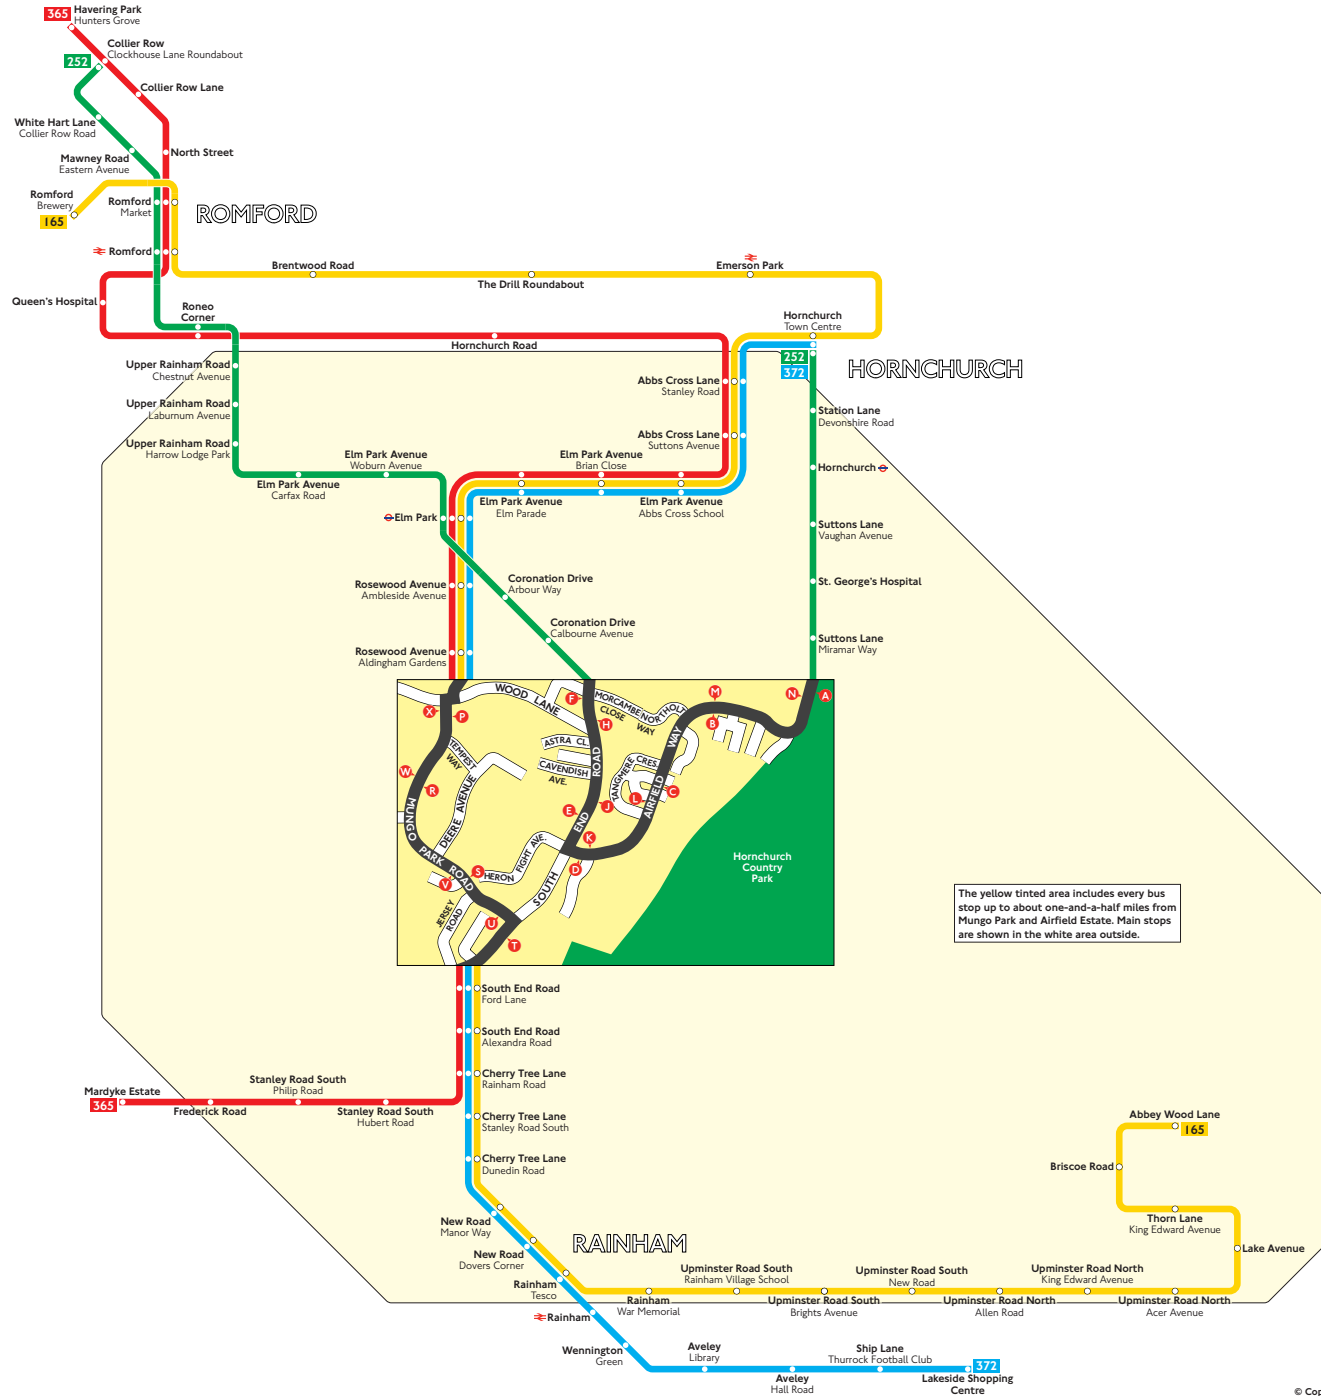 365
Havering Park
Hunters Grove
Collier Row
Clockhouse Lane Roundabout
252
Collier Row Lane
White Hart Lane
Collier Row Road
North Street
Mawney Road
Eastern Avenue
Romford
Brewery
165
Romford
Market
ROMFORD
Romford
Brentwood Road
The Drill Roundabout
Emerson Park
Queen's Hospital
Roneo
Corner
Hornchurch Road
Hornchurch
Town Centre
252
372
HORNCHURCH
Upper Rainham Road
Chestnut Avenue
Upper Rainham Road
Laburnum Avenue
Upper Rainham Road
Harrow Lodge Park
Abbs Cross Lane
Stanley Road
Abbs Cross Lane
Suttons Avenue
Station Lane
Devonshire Road
Hornchurch
Elm Park Avenue
Woburn Avenue
Elm Park Avenue
Carfax Road
Elm Park Avenue
Brian Close
Elm Park Avenue
Elm Parade
Elm Park Avenue
Abbs Cross School
Elm Park
Suttons Lane
Vaughan Avenue
St. George's Hospital
Rosewood Avenue
Ambleside Avenue
Coronation Drive
Arbour Way
Coronation Drive
Calbourne Avenue
Suttons Lane
Miramar Way
Rosewood Avenue
Aldingham Gardens
WOOD LANE
MORCAMBE
CLOSE
NORTHOLT
WAY
ASTRA CL.
CAVENDISH
AVE.
TEMPEST
WAY
DEERE AVENUE
TANGMERE
CRES.
AIRFIELD WAY
MUNGO PARK ROAD
HERON
FIGHT AVE.
SOUTH END ROAD
JERSEY
ROAD
X
P
F
H
M
B
N
A
W
R
E
J
L
C
K
D
S
V
U
T
Hornchurch
Country
Park
The yellow tinted area includes every bus
stop up to about one-and-a-half miles from
Mungo Park and Airfield Estate. Main stops
are shown in the white area outside.
South End Road
Ford Lane
South End Road
Alexandra Road
Cherry Tree Lane
Rainham Road
Cherry Tree Lane
Stanley Road South
Cherry Tree Lane
Dunedin Road
Mardyke Estate
365
Frederick Road
Stanley Road South
Philip Road
Stanley Road South
Hubert Road
New Road
Manor Way
New Road
Dovers Corner
RAINHAM
Rainham
Tesco
Rainham
Rainham
War Memorial
Upminster Road South
Rainham Village School
Upminster Road South
Brights Avenue
Upminster Road South
New Road
Upminster Road North
Allen Road
Upminster Road North
King Edward Avenue
Upminster Road North
Acer Avenue
Lake Avenue
Thorn Lane
King Edward Avenue
Briscoe Road
Abbey Wood Lane
165
Wennington
Green
Aveley
Library
Aveley
Hall Road
Ship Lane
Thurrock Football Club
372
Lakeside Shopping
Centre